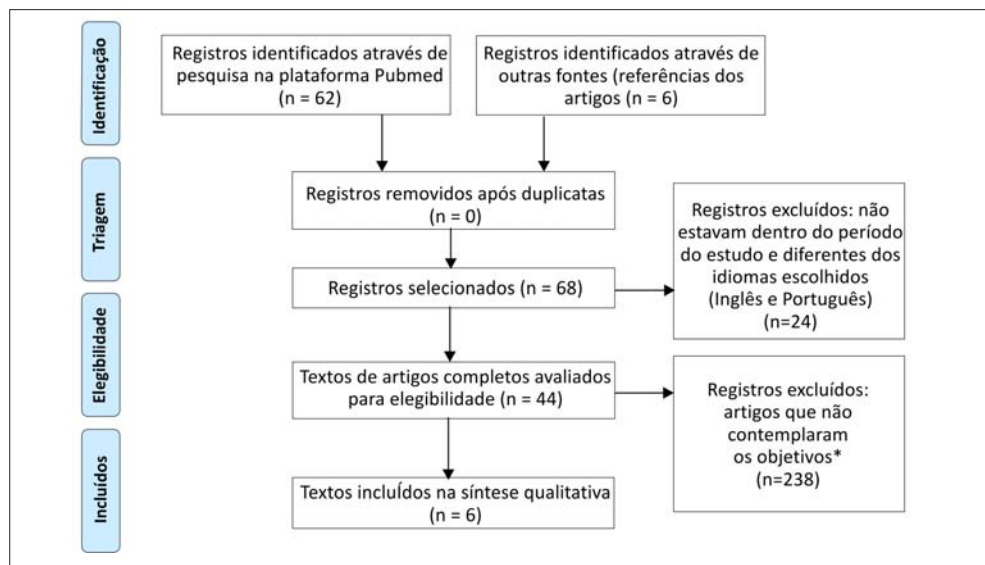 Identificação
Registros identificados através de
pesquisa na plataforma Pubmed
(n = 62)
Registros identificados através de
outras fontes (referências dos
artigos (n = 6)
Triagem
Registros removidos após duplicatas
(n = 0)
Registros selecionados (n = 68)
Registros excluídos: não
estavam dentro do período
do estudo e diferentes dos
idiomas escolhidos
(Inglês e Português)
(n=24)
Elegibilidade
Textos de artigos completos avaliados
para elegibilidade (n = 44)
Registros excluídos:
artigos que não
contemplaram
os objetivos*
(n=238)
Incluídos
Textos incluÍdos na síntese qualitativa
(n = 6)